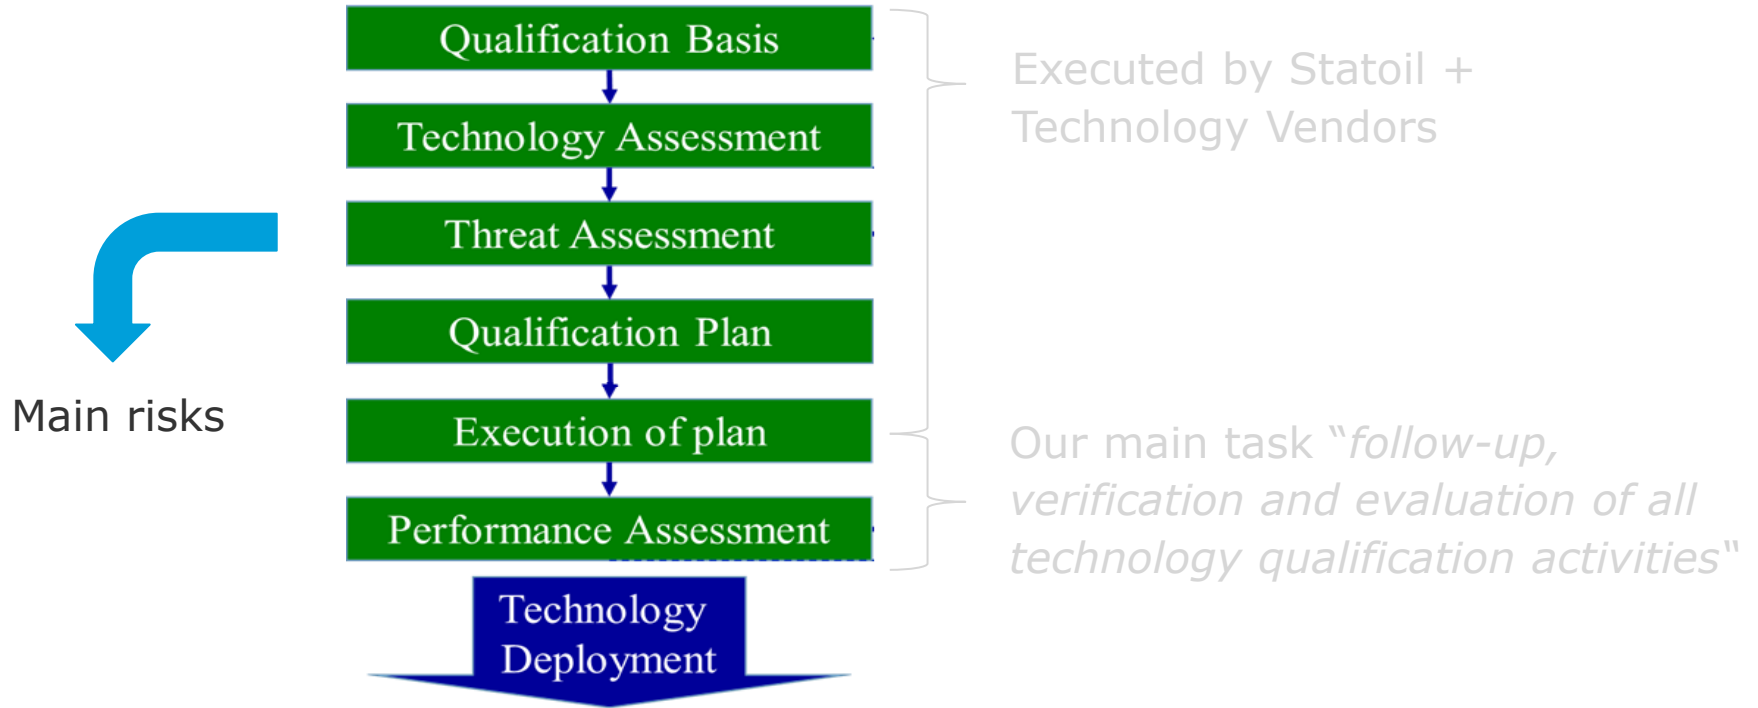 Qualification Basis
Technology Assessment
Threat Assessment
Qualification Plan
Execution of plan
Performance Assessment
Technology
Deployment
Main risks
Executed by Statoil +
Technology Vendors
Our main task “follow-up,
verification and evaluation of all
technology qualification activities“